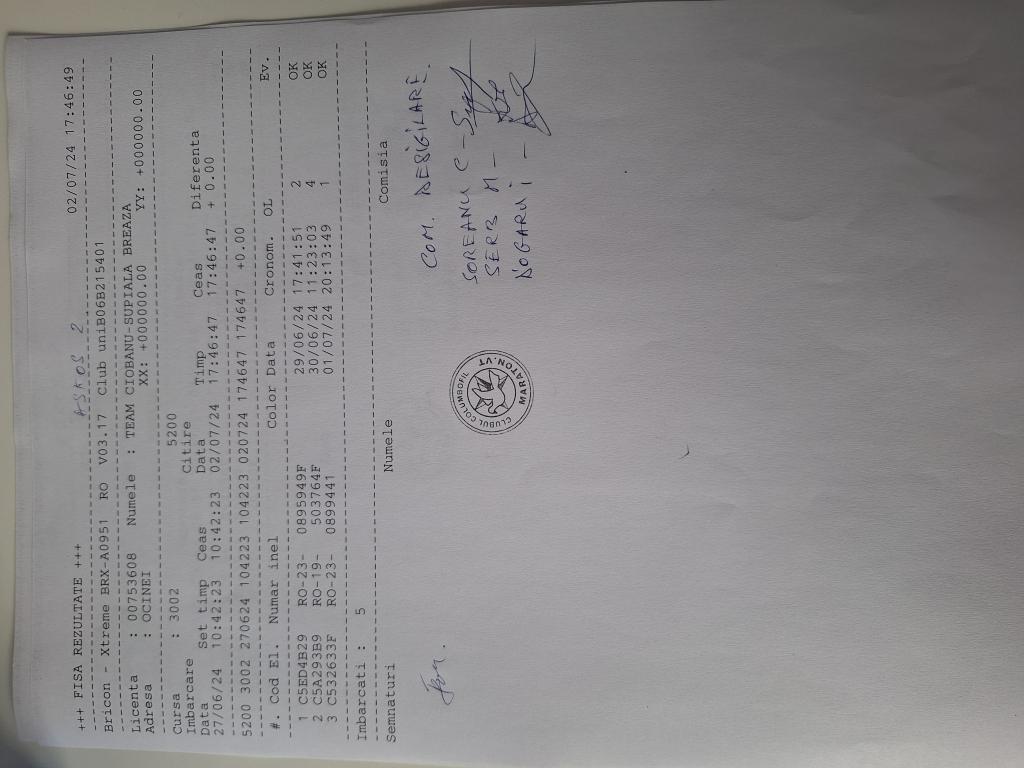 ASKOS 2
+++ FISA REZULTATE +++ 02/07/24 17:46:49
Bricon - Xtreme BRX-A0951 RO V03.17 Club uniB06B215401
Licenta : 00753608 Numele : TEAM CIOBANU-SUPIALA BREAZA
Adresa : OCINEI XX: +000000.00 YY: +000000.00
Cursa : 3002 5200
Imbarcare Citire
Data Set timp Ceas Data Timp Ceas Diferenta
27/06/24 10:42:23 10:42:23 02/07/24 17:46:47 17:46:47 + 0.00
5200 3002 270624 104223 104223 020724 174647 174647 +0.00
#. Cod El. Numar inel Color Data Cronom. OL Ev.
1 C5ED4B29 RO-23- 0895949F 29/06/24 17:41:51 2 OK
2 C5A293B9 RO-19- 503764F 30/06/24 11:23:03 4 OK
3 C532633F RO-23- 0899441 01/07/24 20:13:49 1 OK
Imbarcati : 5
Semnaturi Numele Comisia
COM. DESIGILARE.
SOREANU C -
SERB M -
DOGARU i -
CLUBUL COLUMBOFIL
MARATON.VT